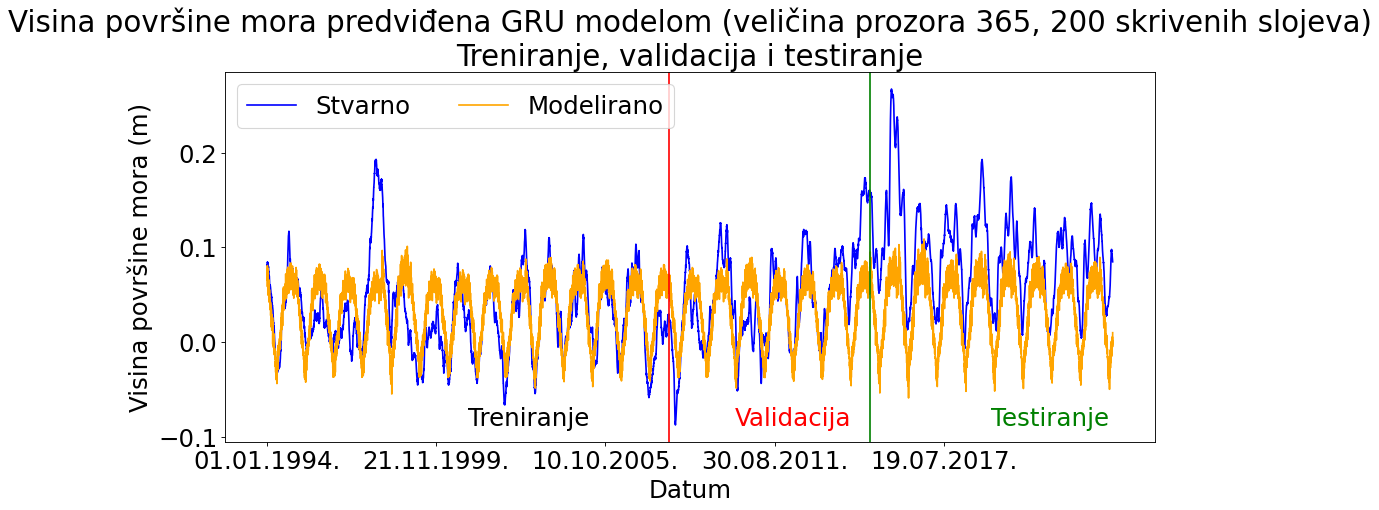 Visina površine mora predviđena GRU modelom (veličina prozora 365, 200 skrivenih slojeva)
Treniranje, validacija i testiranje
Stvarno
Modelirano
Visina površine mora (m)
0.2
0.1
0.0
−0.1
Treniranje
Validacija
Testiranje
01.01.1994.
21.11.1999.
10.10.2005.
30.08.2011.
19.07.2017.
Datum